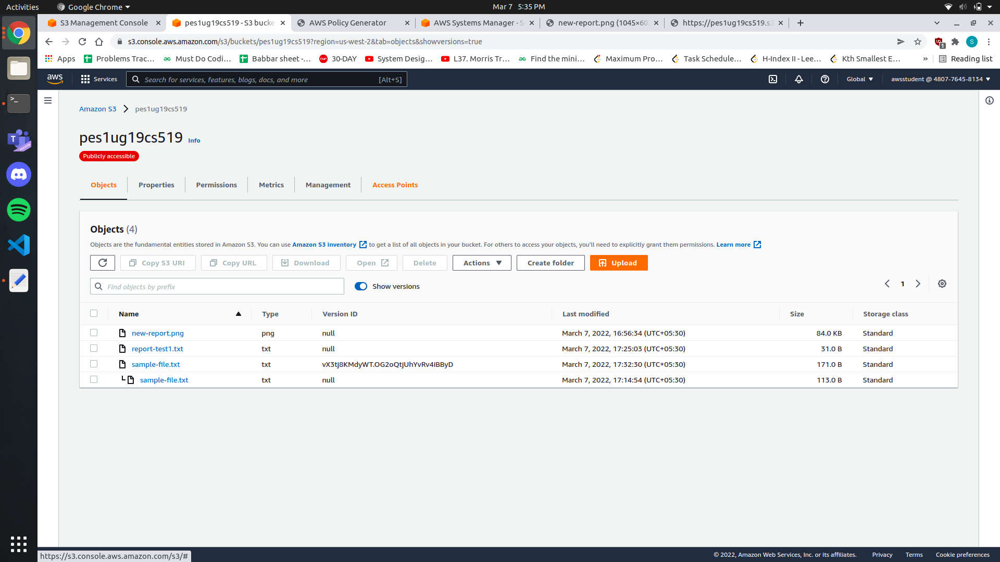 Activities Google Chrome Mar 7 5:35 PM
S3 Management Console pes1ug19cs519 - S3 bucke AWS Policy Generator AWS Systems Manager - S new-report.png (1045×60 https://pes1ug19cs519.s3
s3.console.aws.amazon.com/s3/buckets/pes1ug19cs519?region=us-west-2&tab=objects&showversions=true S
Apps Problems Trac... Must Do Codi... Babbar sheet -... 30-DAY System Desig... L37. Morris Tr... Find the mini... Maximum Pro... Task Schedule... H-Index II - Lee... Kth Smallest E... » Reading list
aws Services Search for services, features, blogs, docs, and more [Alt+S] Global awsstudent @ 4807-7645-8134
Amazon S3 pes1ug19cs519
pes1ug19cs519 Info
Publicly accessible
Objects Properties Permissions Metrics Management Access Points
Objects (4)
Objects are the fundamental entities stored in Amazon S3. You can use Amazon S3 inventory to get a list of all objects in your bucket. For others to access your objects, you'll need to explicitly grant them permissions. Learn more
Copy S3 URI Copy URL Download Open Delete Actions Create folder Upload
Find objects by prefix Show versions 1
Name Type Version ID Last modified Size Storage class
new-report.png png null March 7, 2022, 16:56:34 (UTC+05:30) 84.0 KB Standard
report-test1.txt txt null March 7, 2022, 17:25:03 (UTC+05:30) 31.0 B Standard
sample-file.txt txt vX3tj8KMdyWT.OG2oQtjUhYvRv4iBByD March 7, 2022, 17:32:30 (UTC+05:30) 171.0 B Standard
sample-file.txt txt null March 7, 2022, 17:14:54 (UTC+05:30) 113.0 B Standard
https://s3.console.aws.amazon.com/s3/# © 2022, Amazon Web Services, Inc. or its affiliates. Privacy Terms Cookie preferences